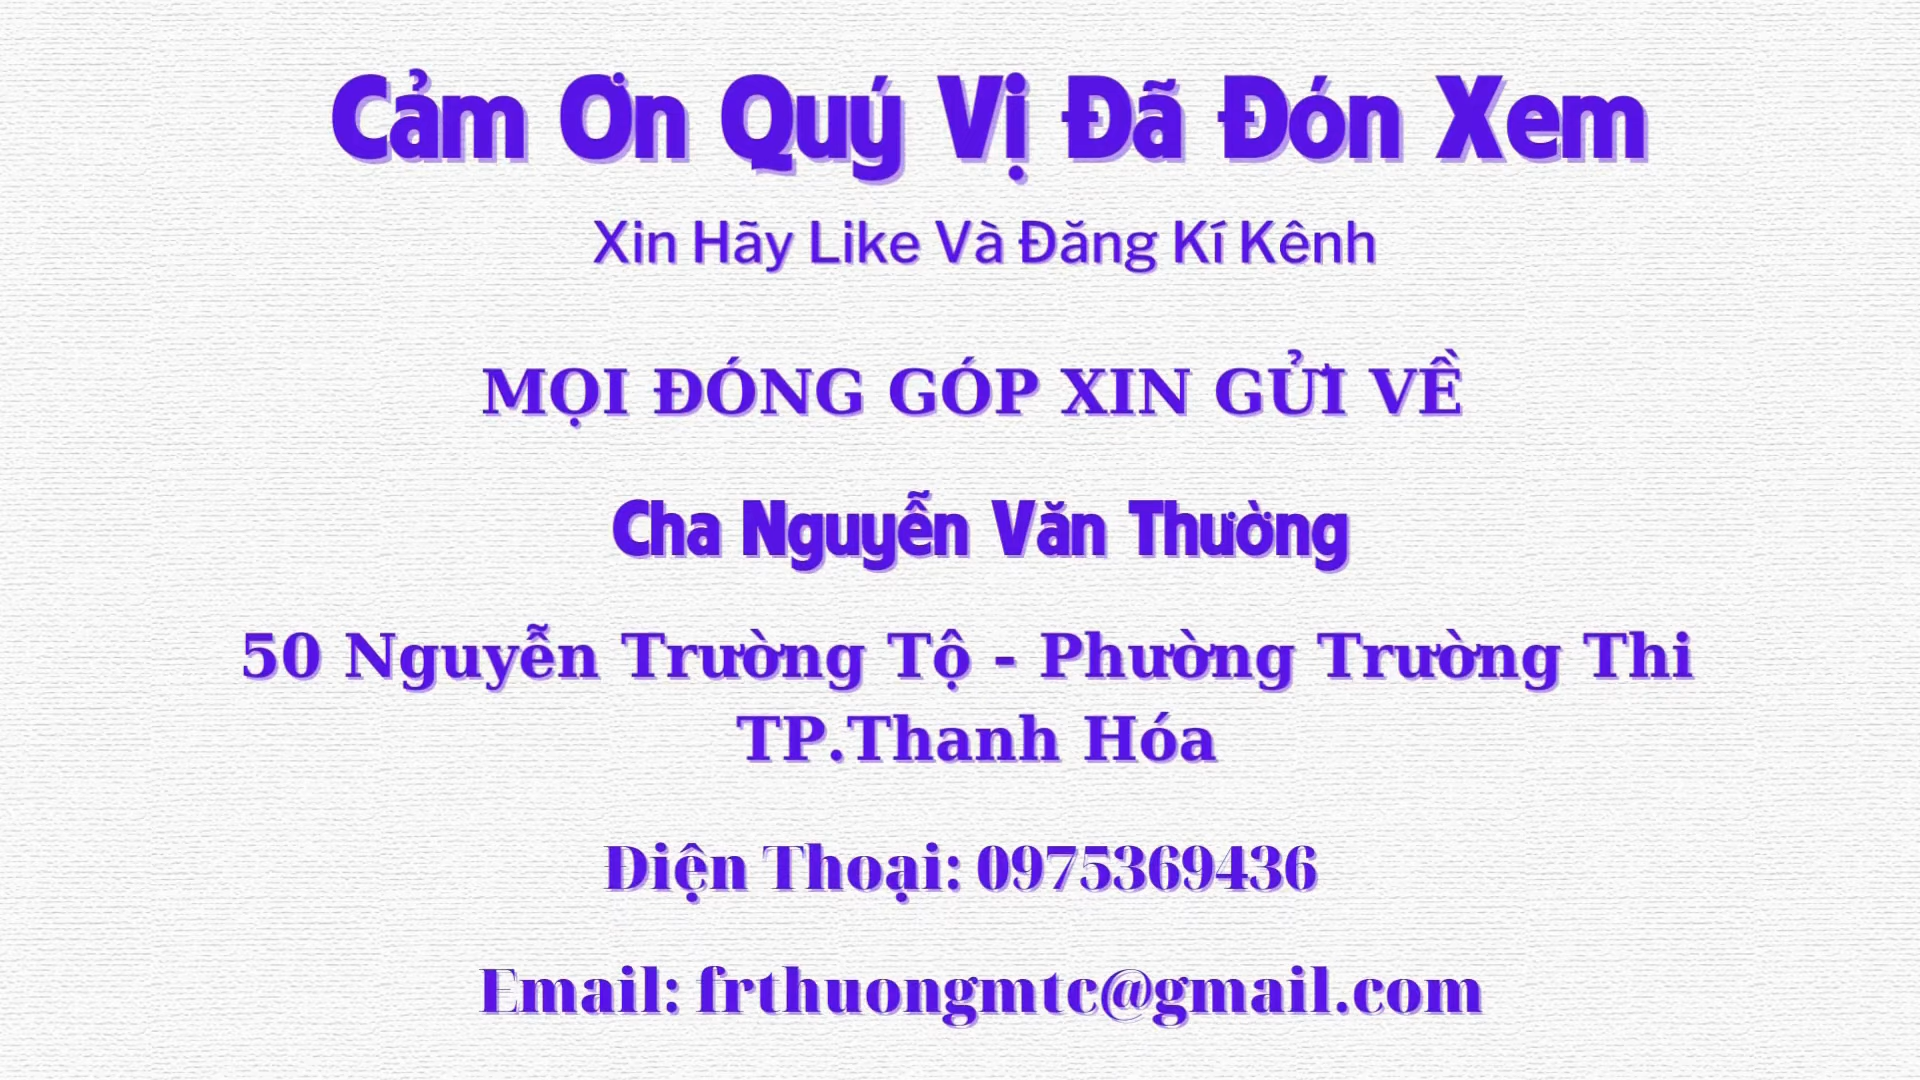 Cảm Ơn Quý Vị Đã Đón Xem
Xin Hãy Like Và Đăng Kí Kênh
MỌI ĐÓNG GÓP XIN GỬI VỀ
Cha Nguyễn Văn Thường
50 Nguyễn Trường Tộ - Phường Trường Thi
TP.Thanh Hóa
Điện Thoại: 0975369436
Email: frthuongmtc@gmail.com